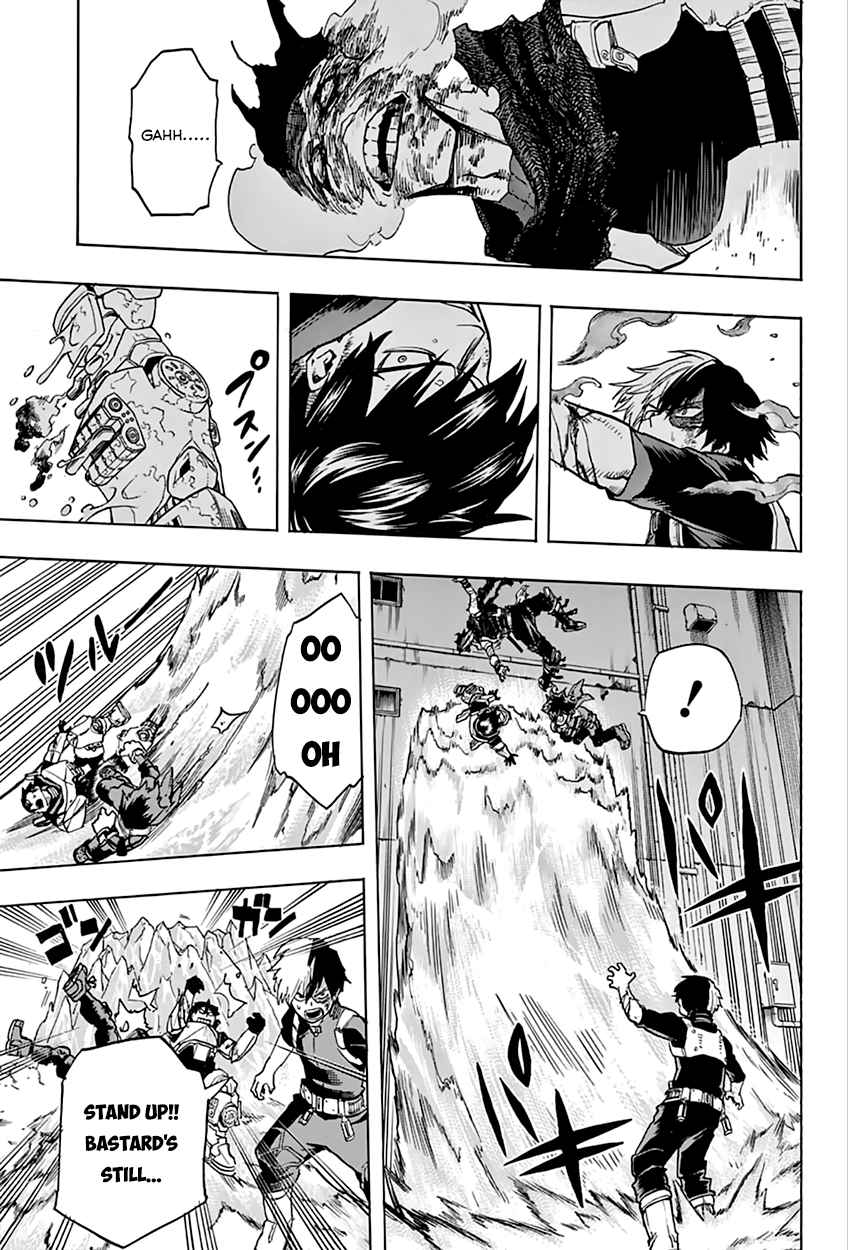 GAHH.....
プスン…
!
パキ
パキ
OO
OOO
OH
ツルー
STAND UP!!
BASTARD'S
STILL...
ゴン
ガン